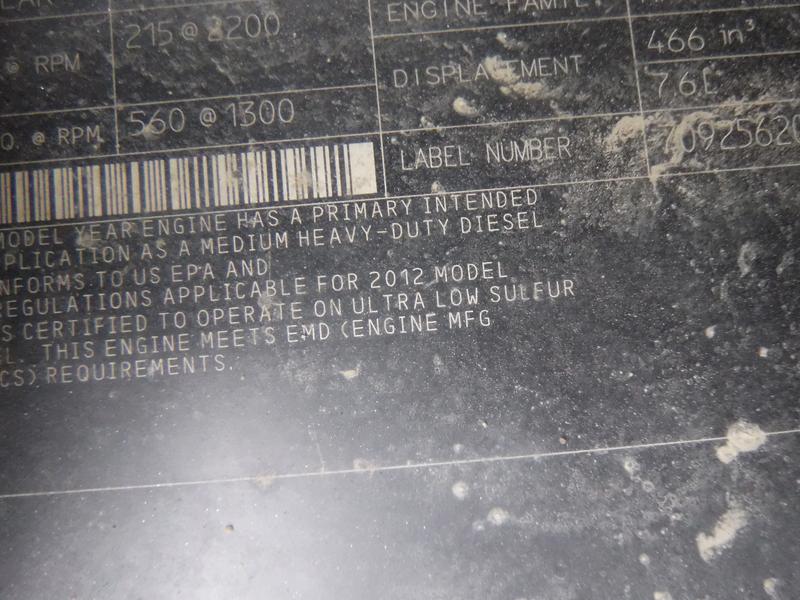 215 @ 2200
ENGINE
@ RPM
DISPLACEMENT
466 in³
7.6L
Q. @ RPM
560 @ 1300
LABEL NUMBER
MODEL YEAR ENGINE HAS A PRIMARY INTENDED
PLICATION AS A MEDIUM HEAVY-DUTY DIESEL
NFORMS TO US EPA AND
REGULATIONS APPLICABLE FOR 2012 MODEL
S CERTIFIED TO OPERATE ON ULTRA LOW SULFUR
EL. THIS ENGINE MEETS EMD (ENGINE MFG
CS) REQUIREMENTS.